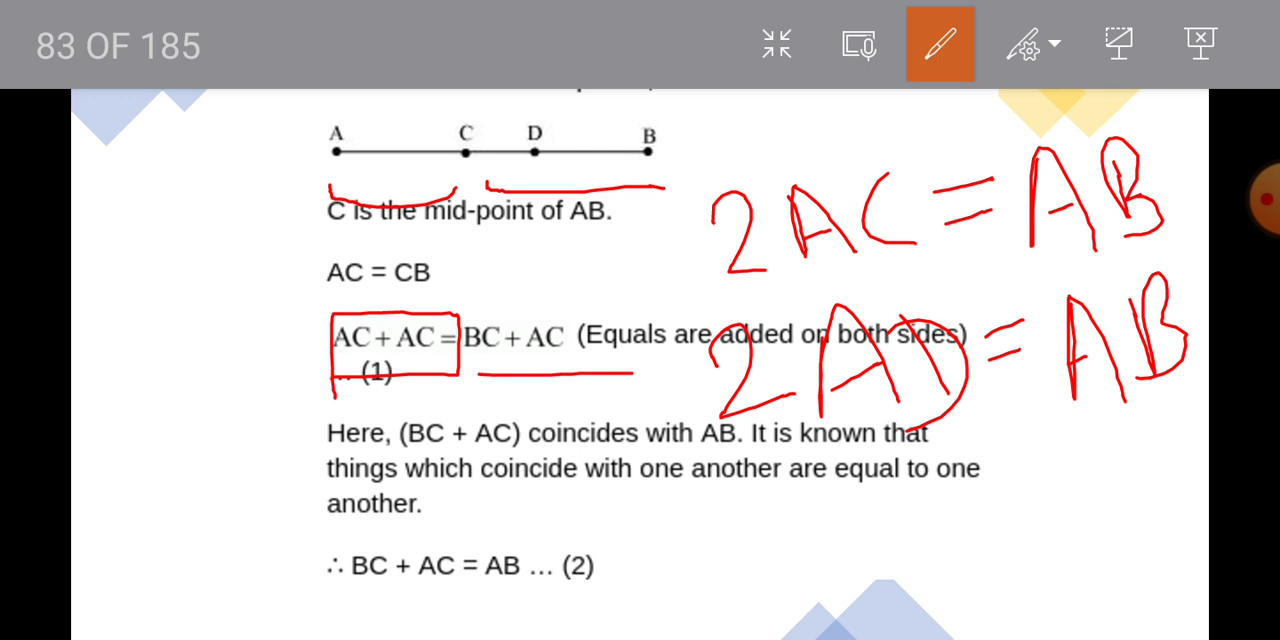 83 OF 185
A C D B
C is the mid-point of AB.
2AC = AB
AC = CB
AC + AC = BC + AC (Equals are added on both sides)
... (1)
2AD = AB
Here, (BC + AC) coincides with AB. It is known that
things which coincide with one another are equal to one
another.
∴ BC + AC = AB … (2)